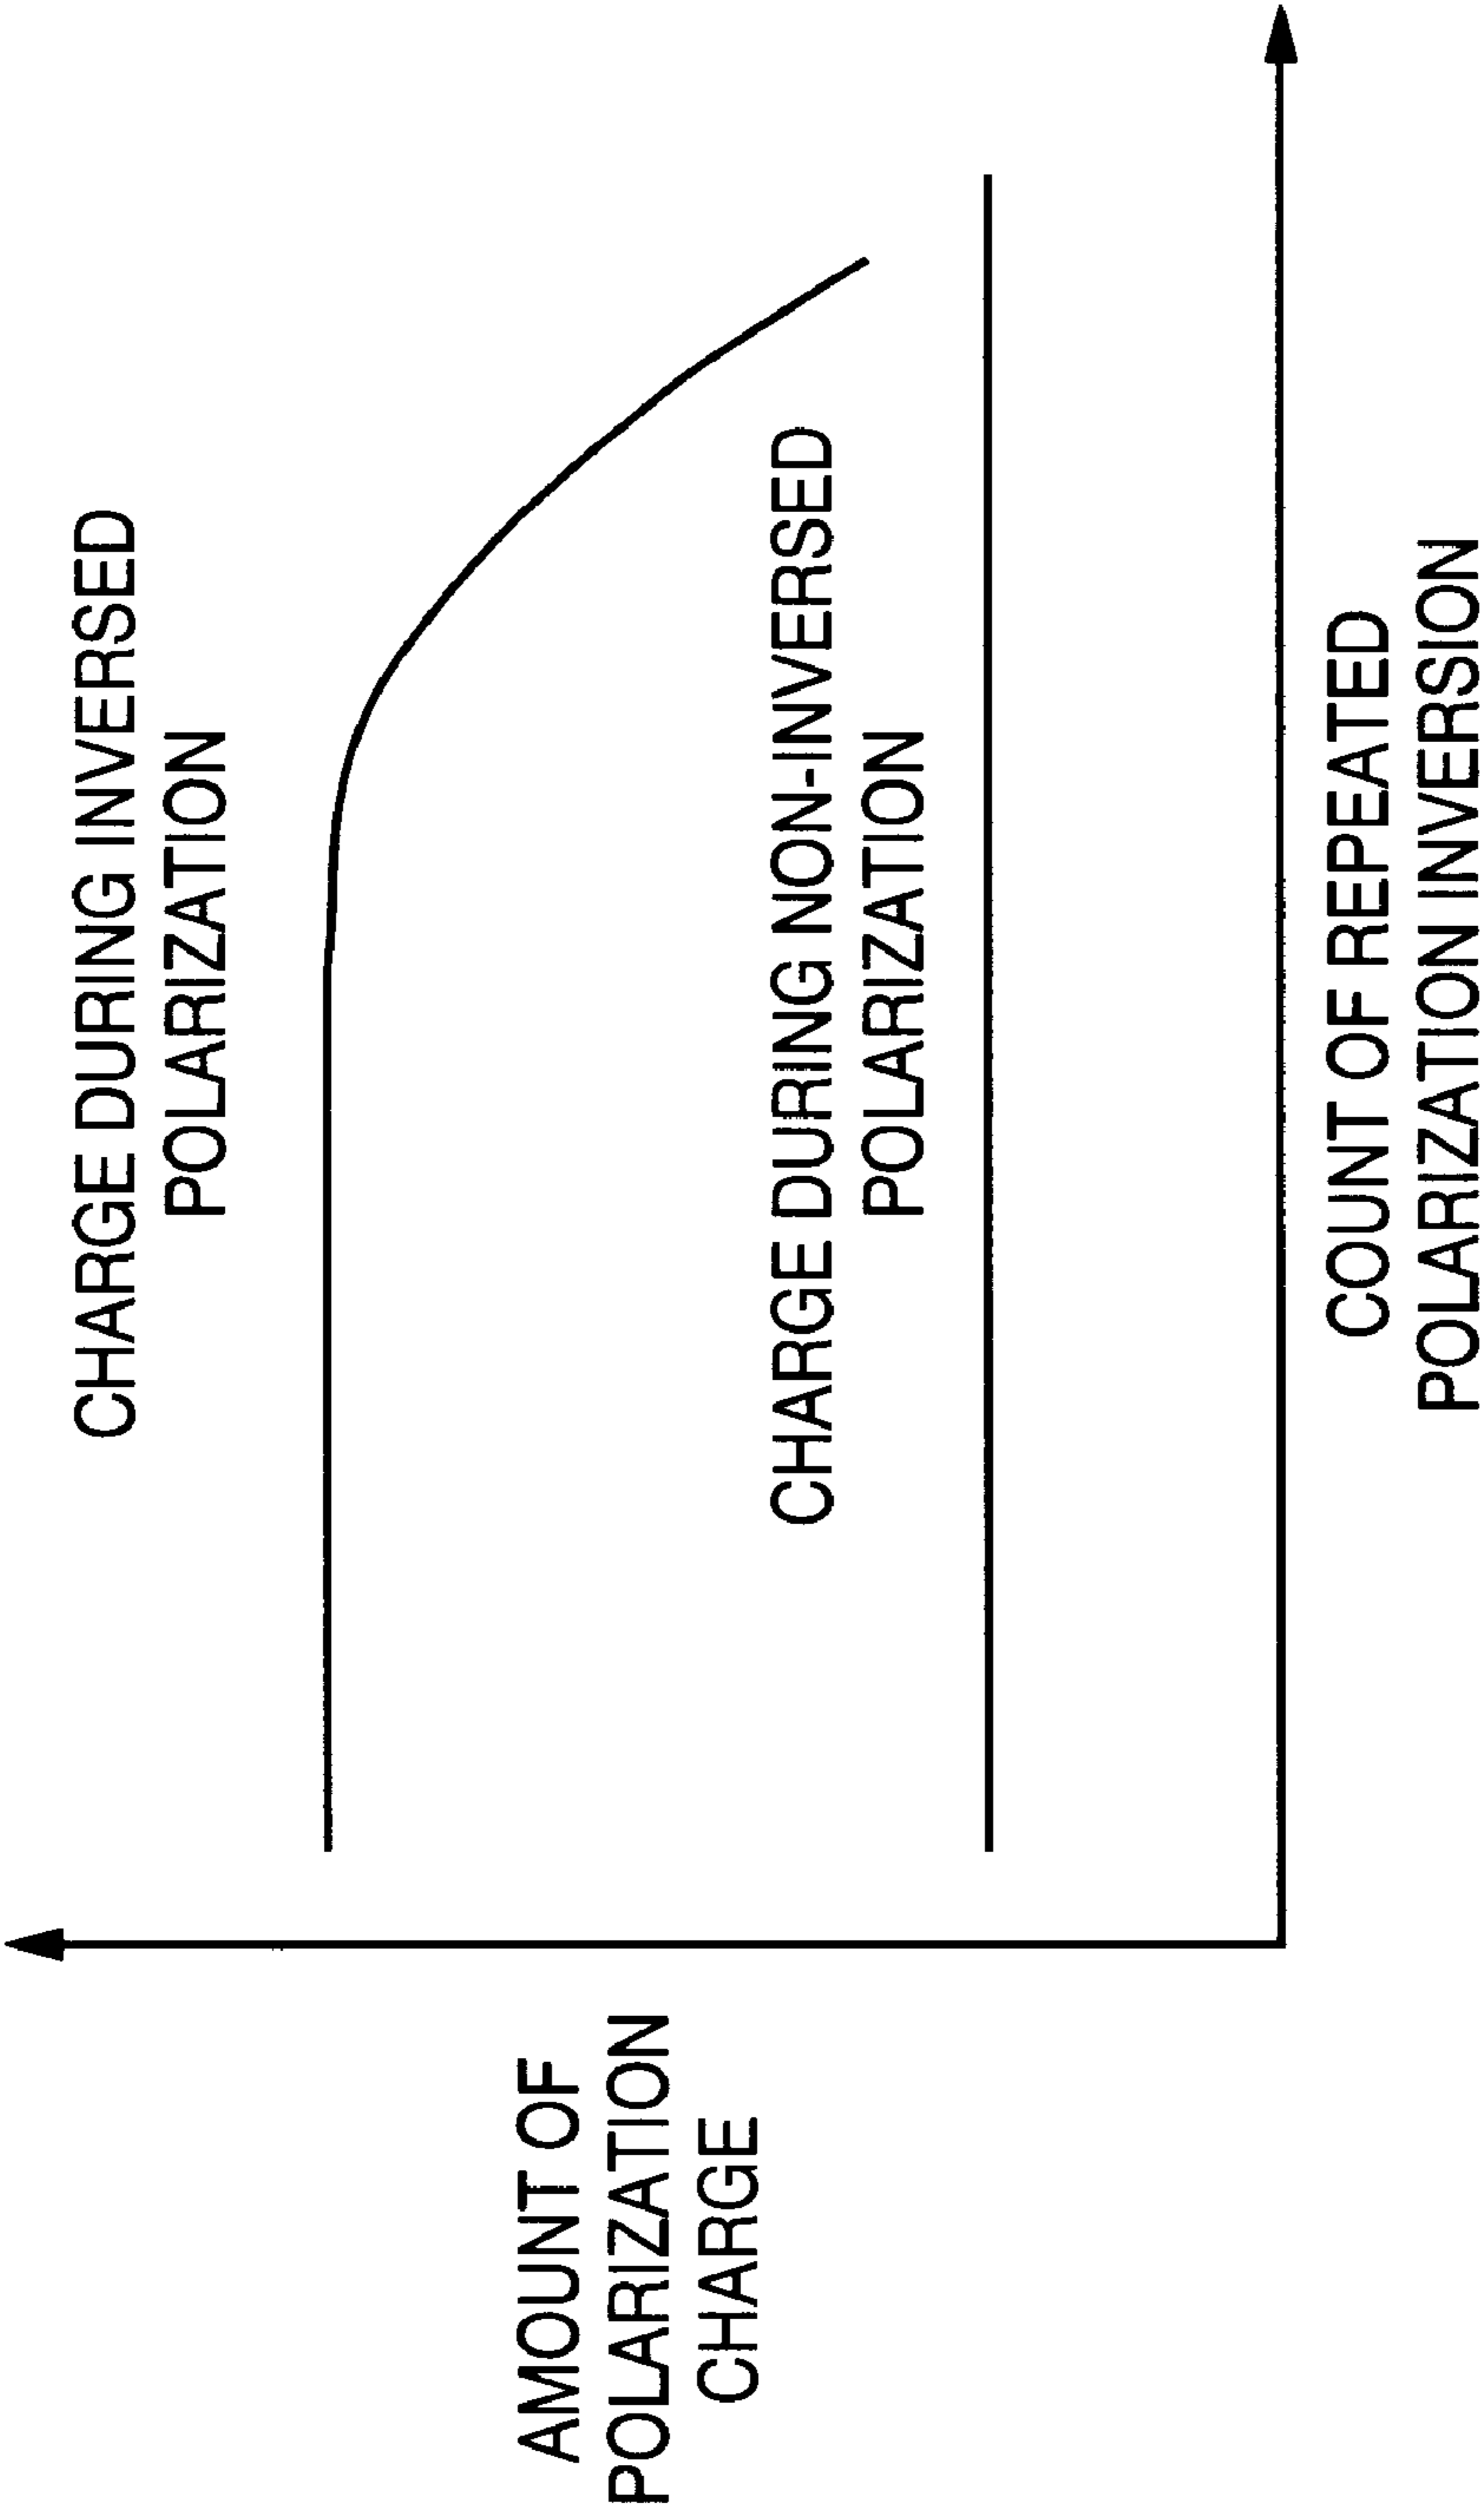 CHARGE DURING INVERSED
POLARIZATION
CHARGE DURING NON-INVERSED
POLARIZATION
AMOUNT OF
POLARIZATION
CHARGE
COUNT OF REPEATED
POLARIZATION INVERSION